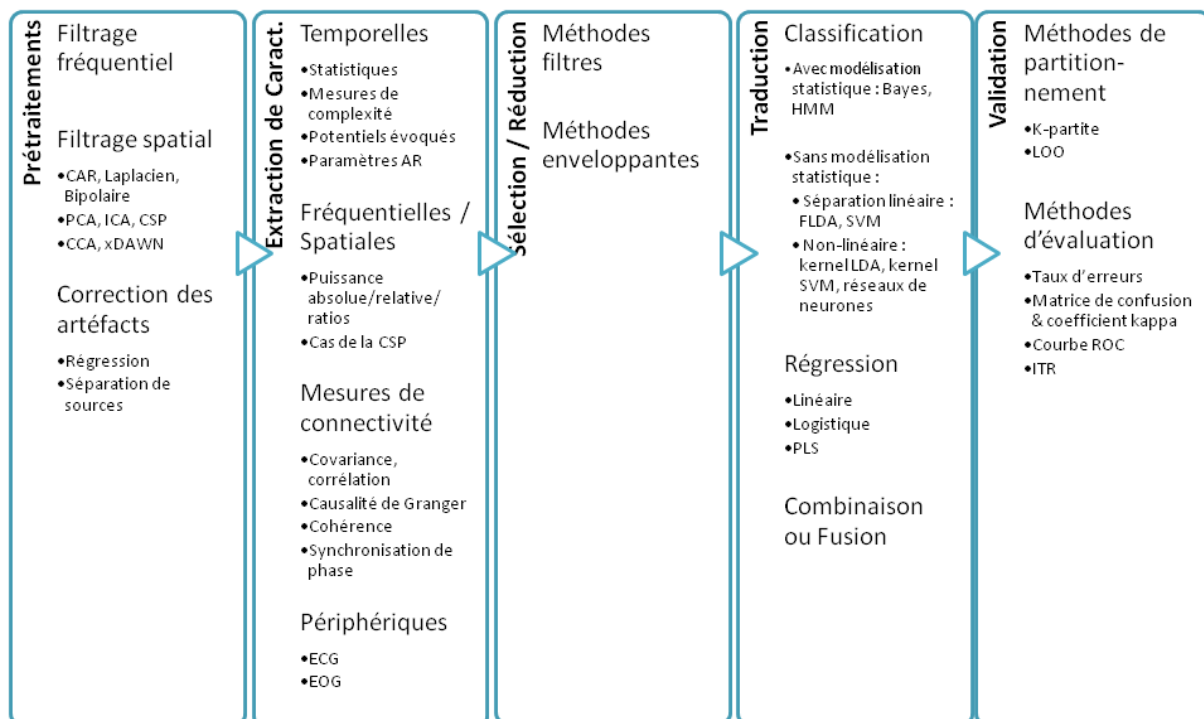 Prétraitements
Filtrage
fréquentiel
Filtrage spatial
•CAR, Laplacien,
Bipolaire
•PCA, ICA, CSP
•CCA, xDAWN
Correction des
artéfacts
•Régression
•Séparation de
sources
Extraction de Caract.
Temporelles
•Statistiques
•Mesures de
complexité
•Potentiels évoqués
•Paramètres AR
Fréquentielles /
Spatiales
•Puissance
absolue/relative/
ratios
•Cas de la CSP
Mesures de
connectivité
•Covariance,
corrélation
•Causalité de Granger
•Cohérence
•Synchronisation de
phase
Périphériques
•ECG
•EOG
Sélection / Réduction
Méthodes
filtres
Méthodes
enveloppantes
Traduction
Classification
•Avec modélisation
statistique : Bayes,
HMM
•Sans modélisation
statistique :
•Séparation linéaire :
FLDA, SVM
•Non-linéaire :
kernel LDA, kernel
SVM, réseaux de
neurones
Régression
•Linéaire
•Logistique
•PLS
Combinaison
ou Fusion
Validation
Méthodes de
partition-
nement
•K-partite
•LOO
Méthodes
d'évaluation
•Taux d'erreurs
•Matrice de confusion
& coefficient kappa
•Courbe ROC
•ITR